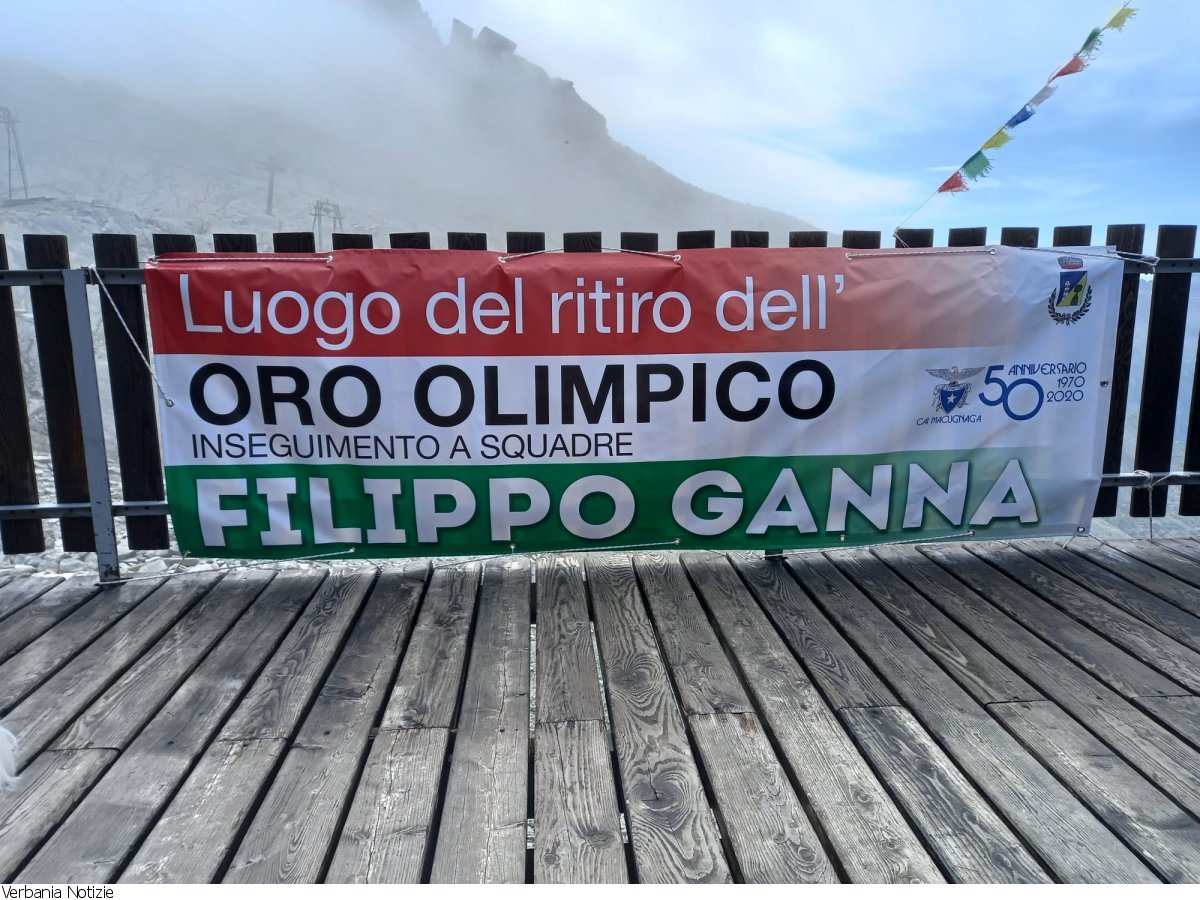 Luogo del ritiro dell'
ORO OLIMPICO
INSEGUIMENTO A SQUADRE
FILIPPO GANNA
50 ANNIVERSARIO
1970
2020
CAI MACUGNAGA
Verbania Notizie